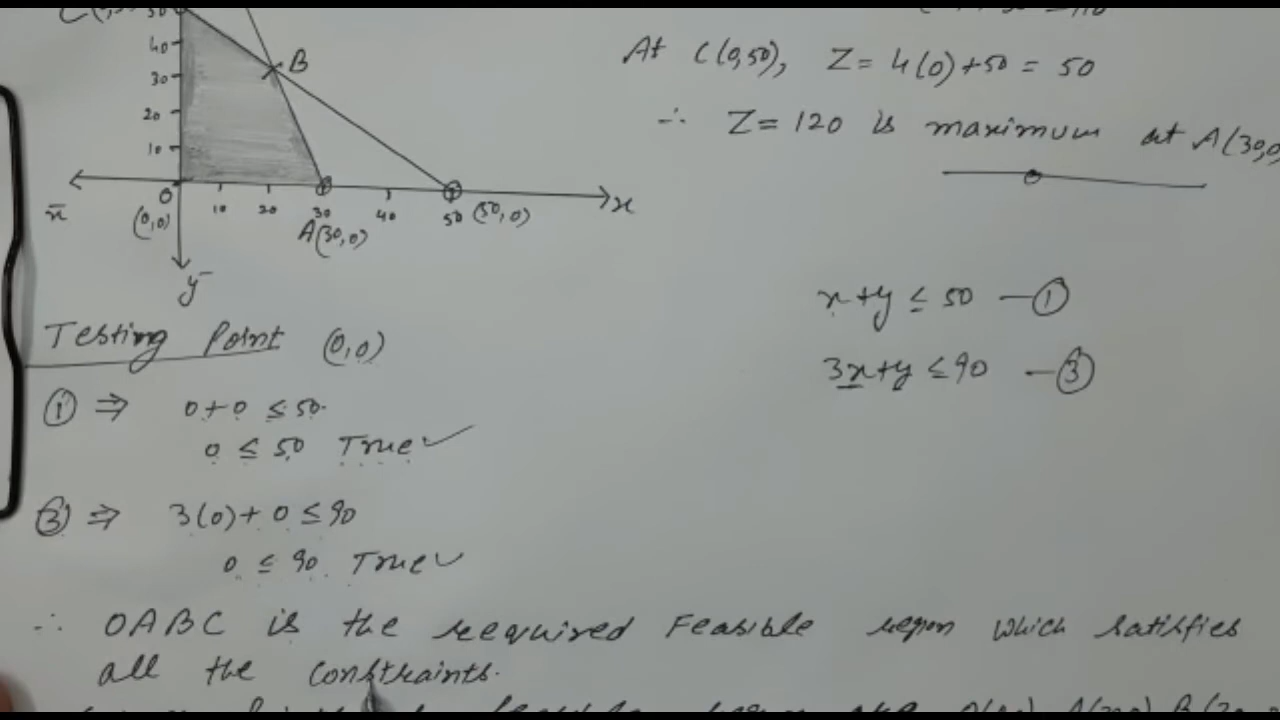 50
40
B
30
20
10
O
x̄
10
20
30
40
50
(50,0)
x
(0,0)
A(30,0)
y⁻
At C(0,50), Z = 4(0)+50 = 50
∴ Z = 120 is maximum at A(30,0
x+y ≤ 50 — ①
3x+y ≤ 90 — ③
Testing Point (0,0)
① ⇒ 0+0 ≤ 50.
0 ≤ 50 True ✓
③ ⇒ 3(0)+0 ≤ 90
0 ≤ 90 True ✓
∴ OABC is the required Feasible region which satisfies
all the constraints.